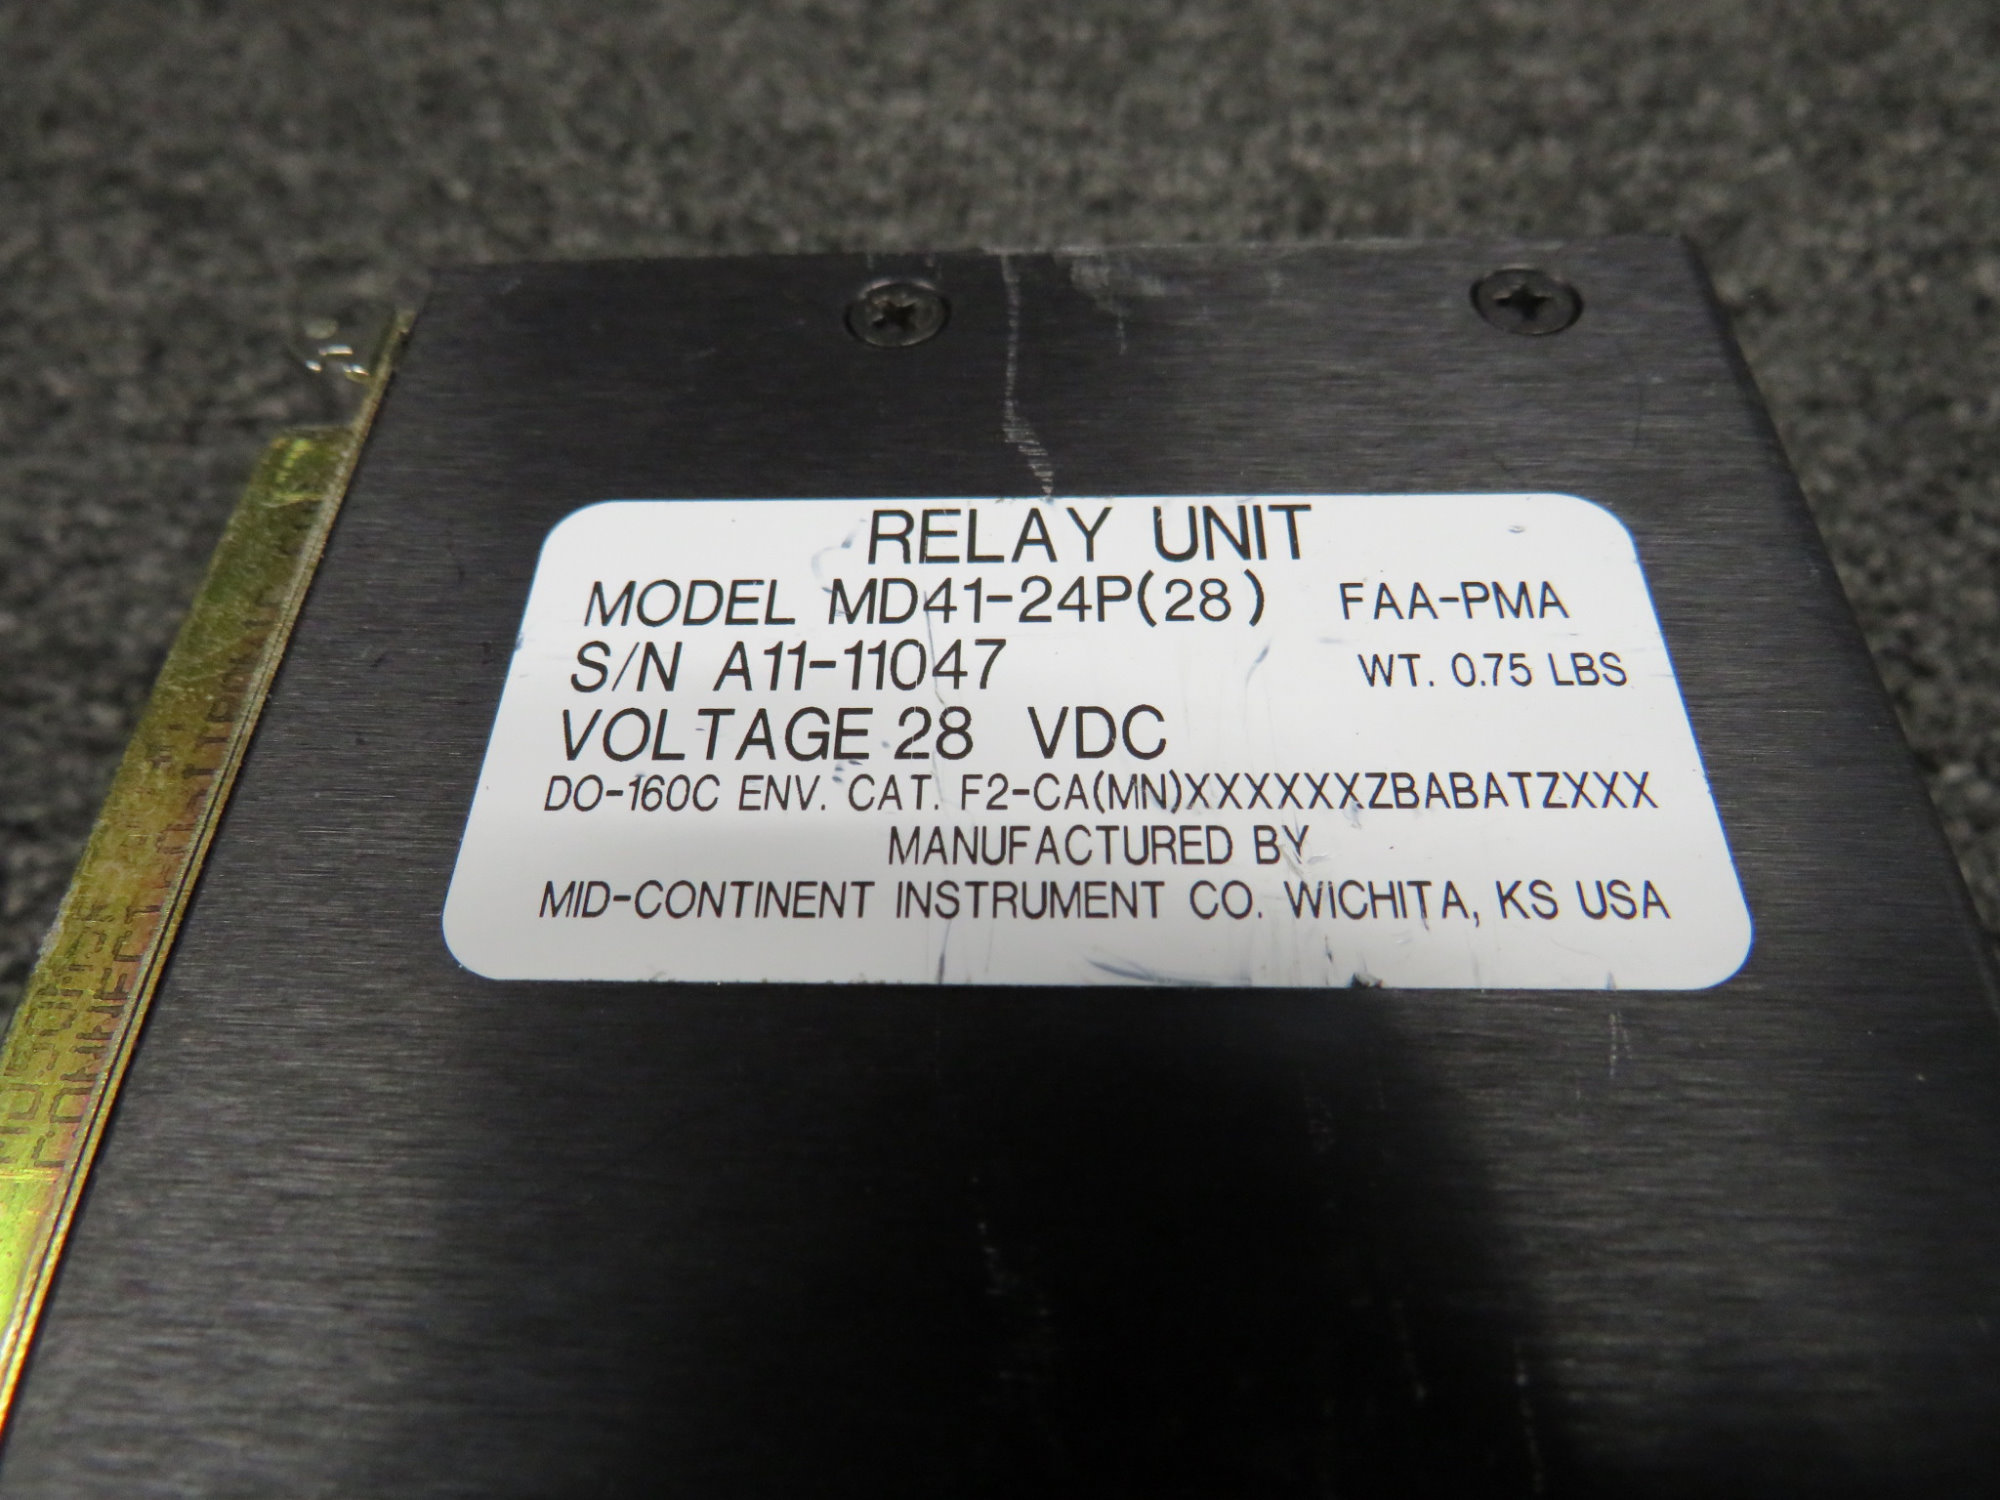 RELAY UNIT
MODEL MD41-24P(28) FAA-PMA
S/N A11-11047 WT. 0.75 LBS
VOLTAGE 28 VDC
DO-160C ENV. CAT. F2-CA(MN)XXXXXXZBABATZXXX
MANUFACTURED BY
MID-CONTINENT INSTRUMENT CO. WICHITA, KS USA